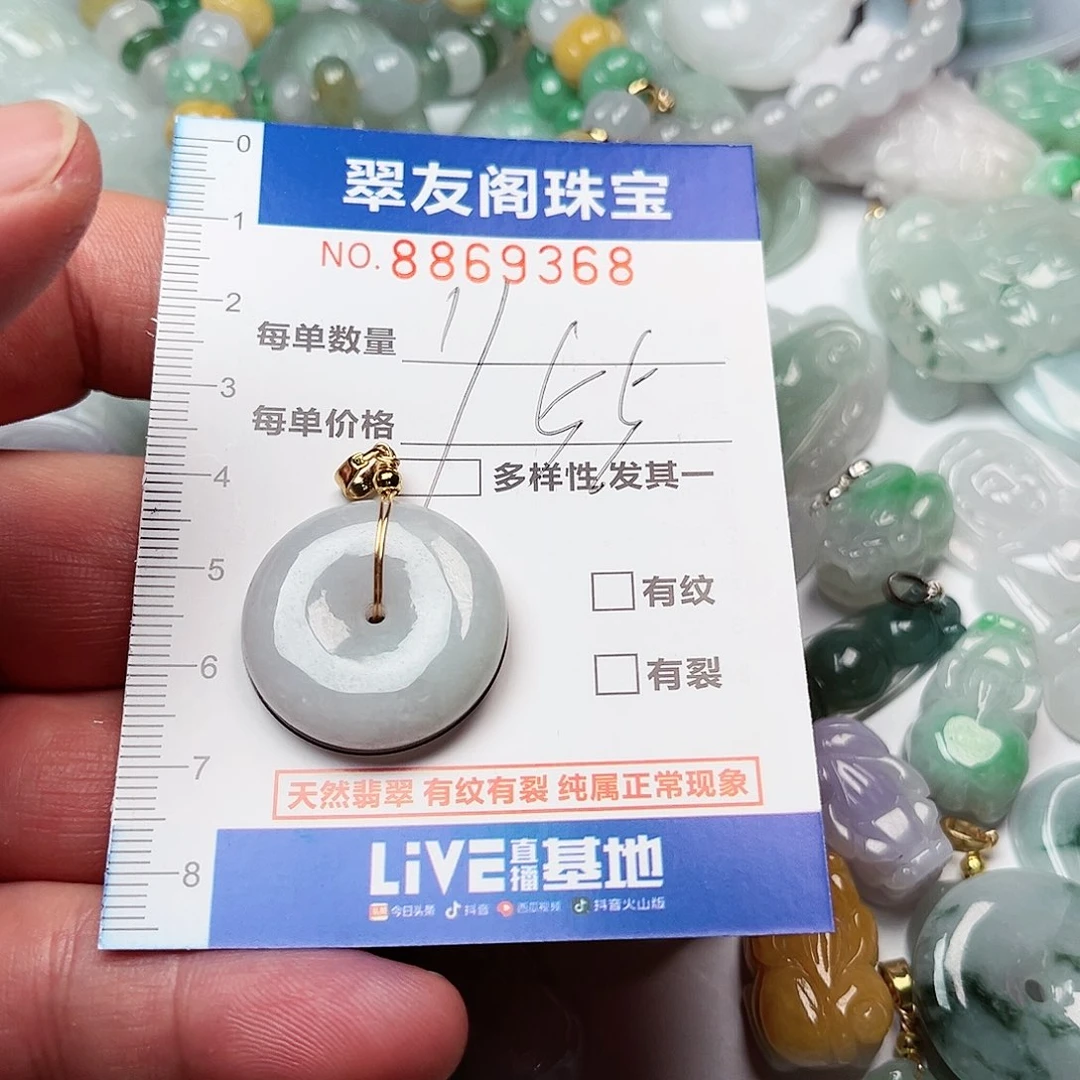 翠友阁珠宝
NO.8869368
每单数量
每单价格
多样性,发其一
有纹
有裂
天然翡翠 有纹有裂 纯属正常现象
LiVE直播基地
今日头条 抖音 西瓜视频 抖音火山版
0
1
2
3
4
5
6
7
8